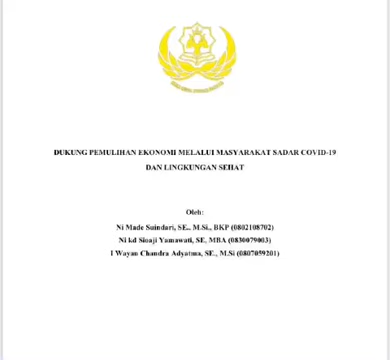 DUKUNG PEMULIHAN EKONOMI MELALUI MASYARAKAT SADAR COVID-19
DAN LINGKUNGAN SEHAT
Oleh:
Ni Made Suindari, SE., M.Si., BKP (0802108702)
Ni kd Sioaji Yamawati, SE, MBA (0830079003)
I Wayan Chandra Adyatma, SE., M.Si (0807059201)